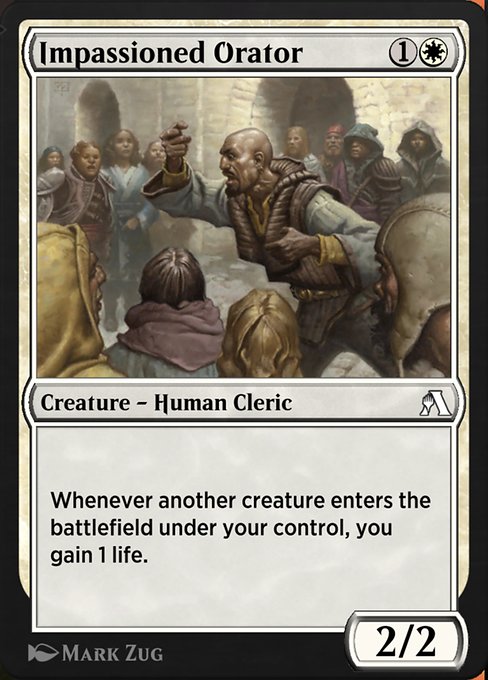 Impassioned Orator 1
Creature – Human Cleric
Whenever another creature enters the
battlefield under your control, you
gain 1 life.
2/2
Mark Zug